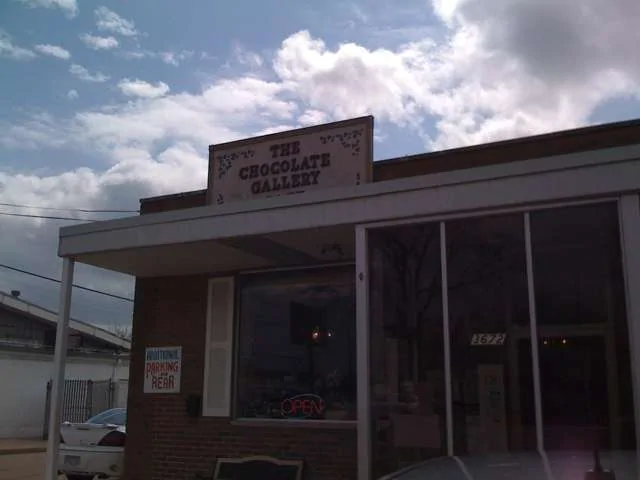 THE
CHOCOLATE
GALLERY
3672
ADDITIONAL
PARKING
REAR
OPEN